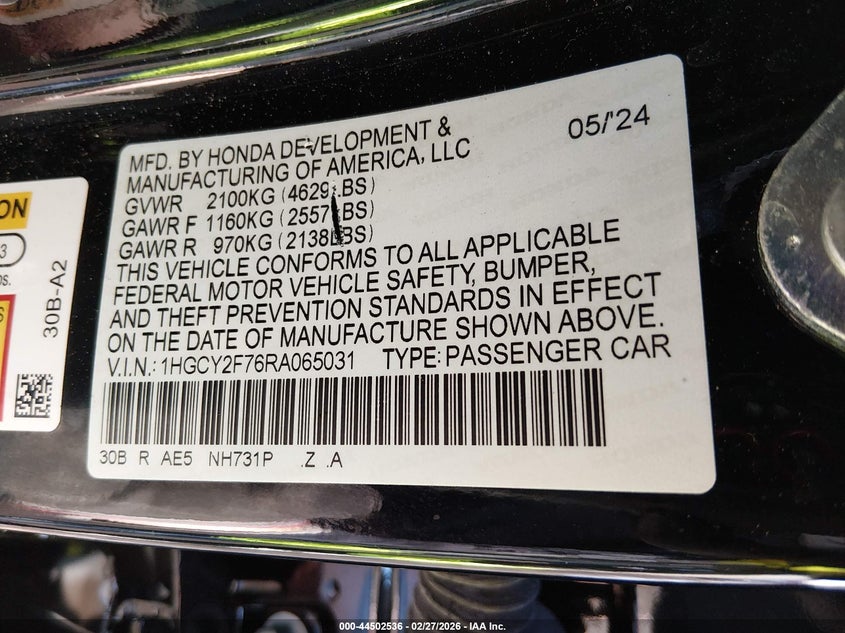 MFD. BY HONDA DEVELOPMENT &
MANUFACTURING OF AMERICA, LLC
05/'24
GVWR 2100KG (4629LBS)
GAWR F 1160KG (2557LBS)
GAWR R 970KG (2138LBS)
THIS VEHICLE CONFORMS TO ALL APPLICABLE
FEDERAL MOTOR VEHICLE SAFETY, BUMPER,
AND THEFT PREVENTION STANDARDS IN EFFECT
ON THE DATE OF MANUFACTURE SHOWN ABOVE.
V.I.N.: 1HGCY2F76RA065031 TYPE: PASSENGER CAR
30B R AE5 NH731P .Z .A
ON
3
30B-A2
000-44502536 - 02/27/2026 - IAA Inc.